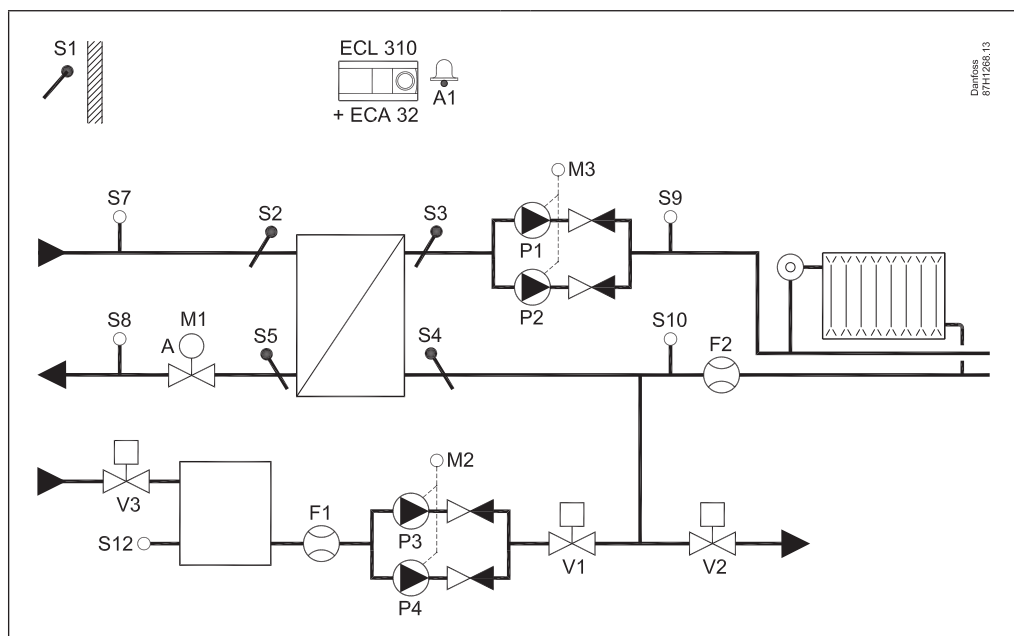 S1
ECL 310
A1
+ ECA 32
Danfoss
87H1268.13
M3
S7
S2
S3
S9
P1
P2
S8
M1
A
S5
S4
S10
F2
M2
V3
F1
P3
S12
V1
V2
P4